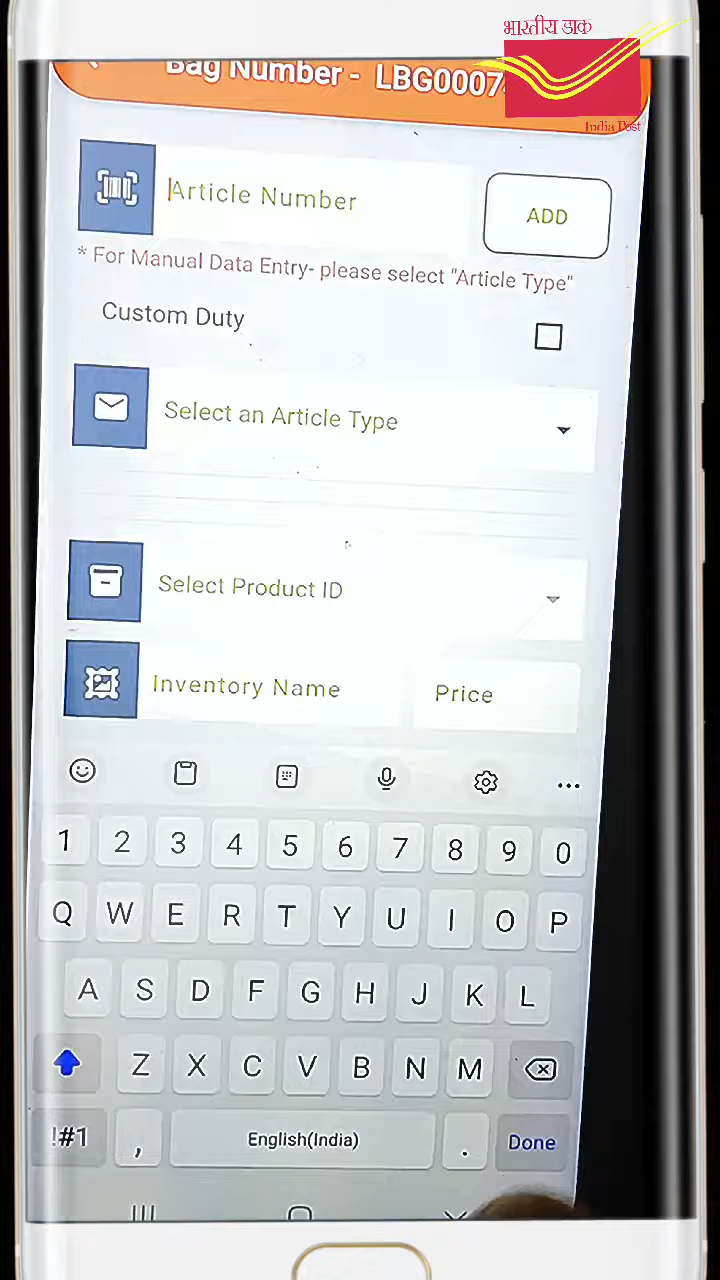 भारतीय डाक
India Post
Bag Number - LBG0007
Article Number
ADD
* For Manual Data Entry- please select "Article Type"
Custom Duty
Select an Article Type
Select Product ID
Inventory Name
Price
1 2 3 4 5 6 7 8 9 0
Q W E R T Y U I O P
A S D F G H J K L
Z X C V B N M
!#1 , English(India) . Done